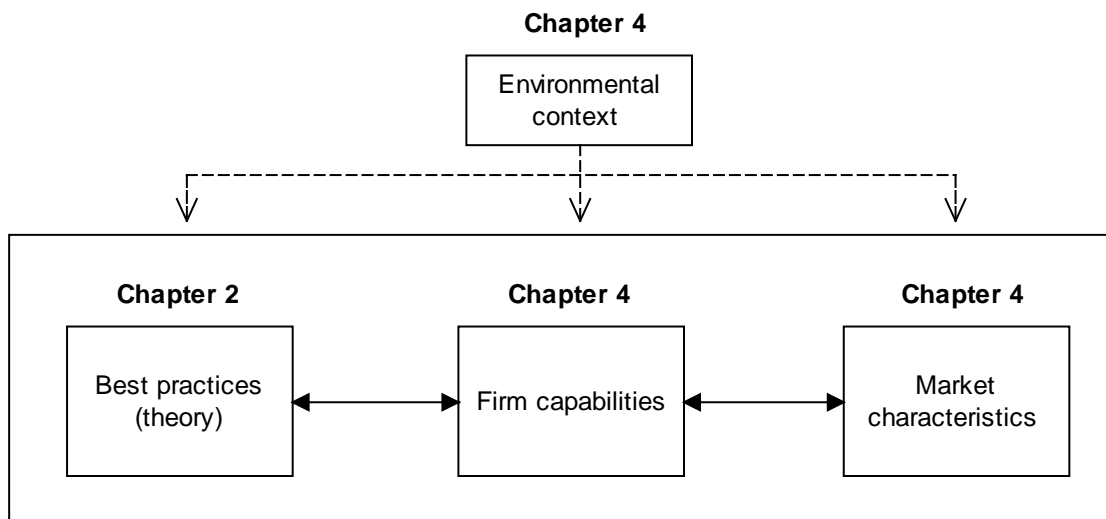 Chapter 4
Environmental
context
Chapter 2
Best practices
(theory)
Chapter 4
Firm capabilities
Chapter 4
Market
characteristics